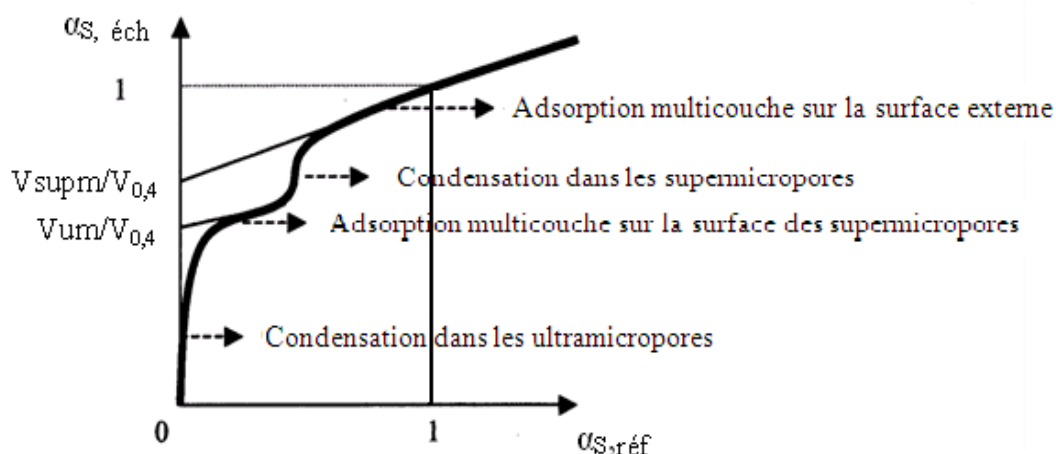 αS, éch
1
Adsorption multicouche sur la surface externe
Vsupm/V0,4
Condensation dans les supermicropores
Vum/V0,4
Adsorption multicouche sur la surface des supermicropores
Condensation dans les ultramicropores
0
1
αS,réf